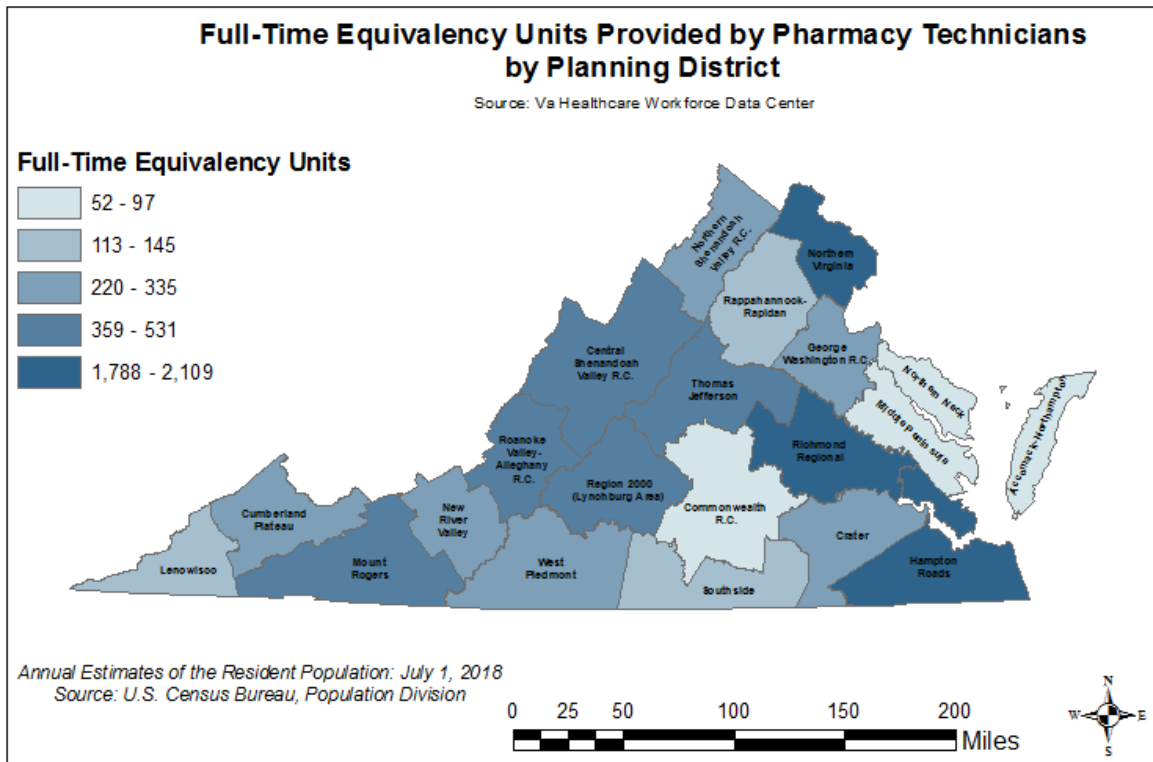 Full-Time Equivalency Units Provided by Pharmacy Technicians
by Planning District
Source: Va Healthcare Workforce Data Center
Full-Time Equivalency Units
52 - 97
113 - 145
220 - 335
359 - 531
1,788 - 2,109
Northern
Shenandoah
Valley R.C.
Northern
Virginia
Rappahannock-
Rapidan
George
Washington R.C.
Central
Shenandoah
Valley R.C.
Thomas
Jefferson
Northern Neck
Middle Peninsula
Accomack-Northampton
Roanoke
Valley-
Alleghany
R.C.
Richmond
Regional
Region 2000
(Lynchburg Area)
Commonwealth
R.C.
Cumberland
Plateau
New
River
Valley
Crater
Lenowisco
Mount
Rogers
West
Piedmont
Southside
Hampton
Roads
Annual Estimates of the Resident Population: July 1, 2018
Source: U.S. Census Bureau, Population Division
0 25 50 100 150 200
Miles
N
W E
S